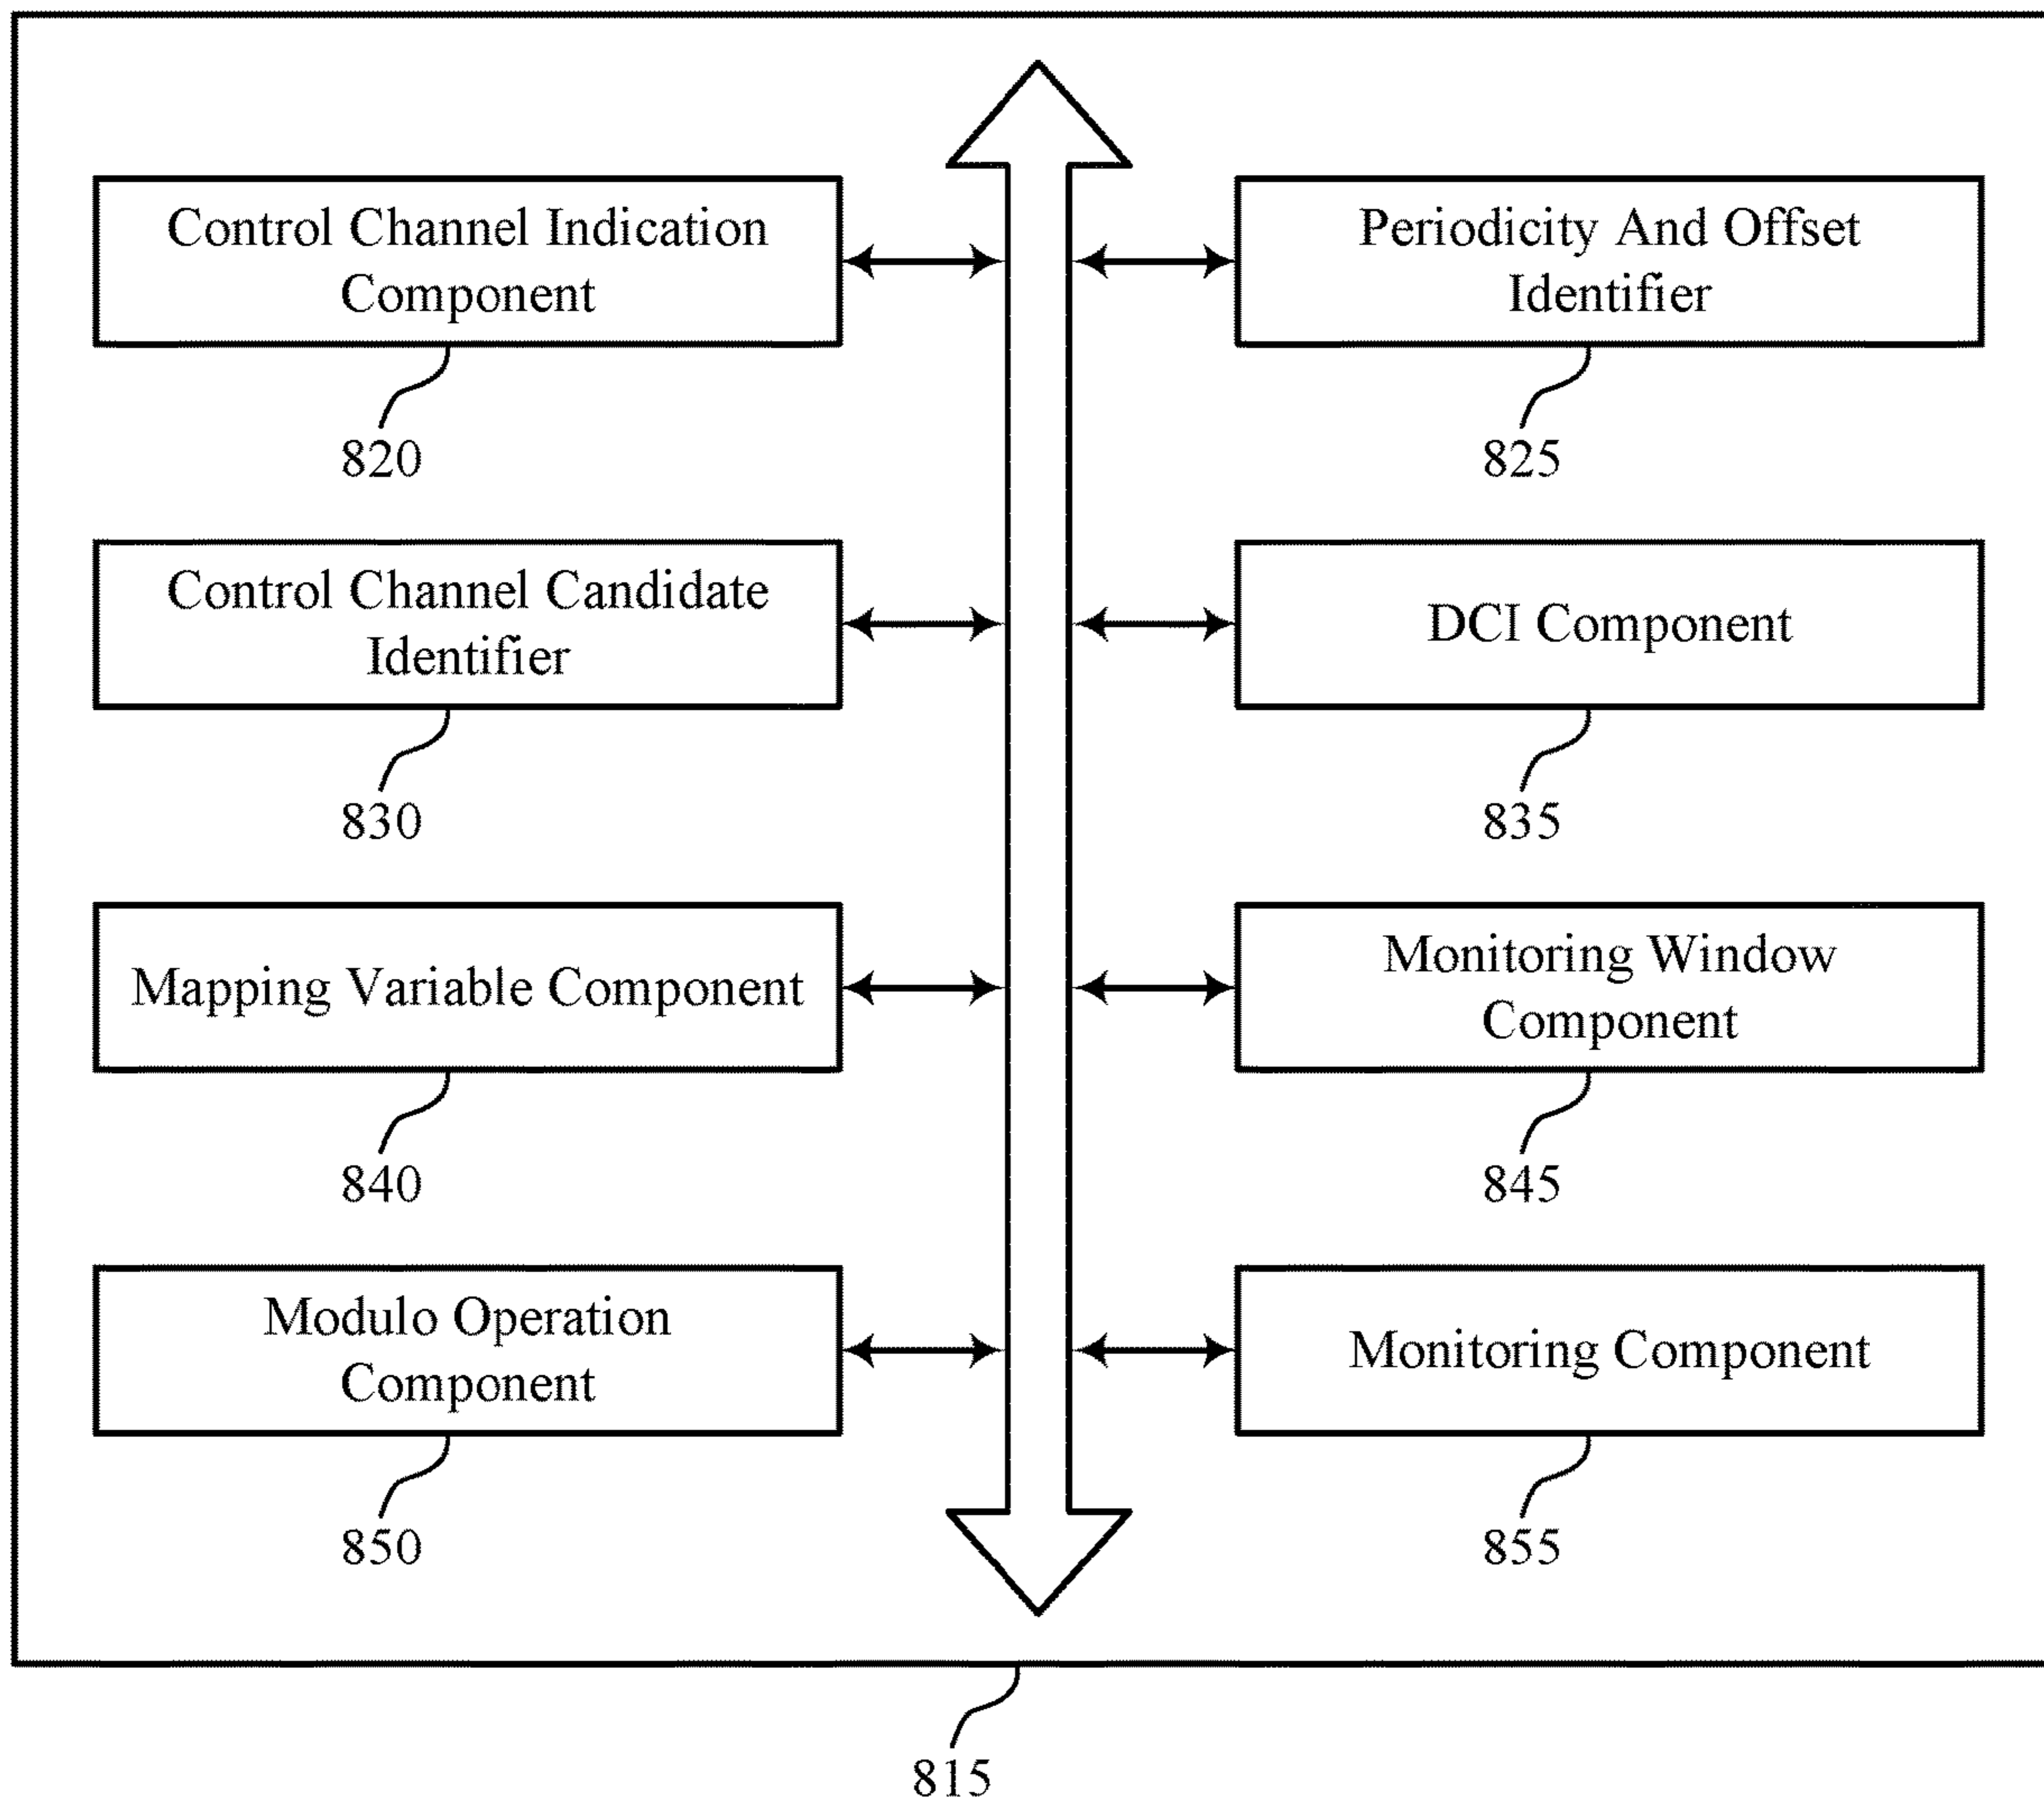 Control Channel Indication
Component
820
Periodicity And Offset
Identifier
825
Control Channel Candidate
Identifier
830
DCI Component
835
Mapping Variable Component
840
Monitoring Window
Component
845
Modulo Operation
Component
850
Monitoring Component
855
815